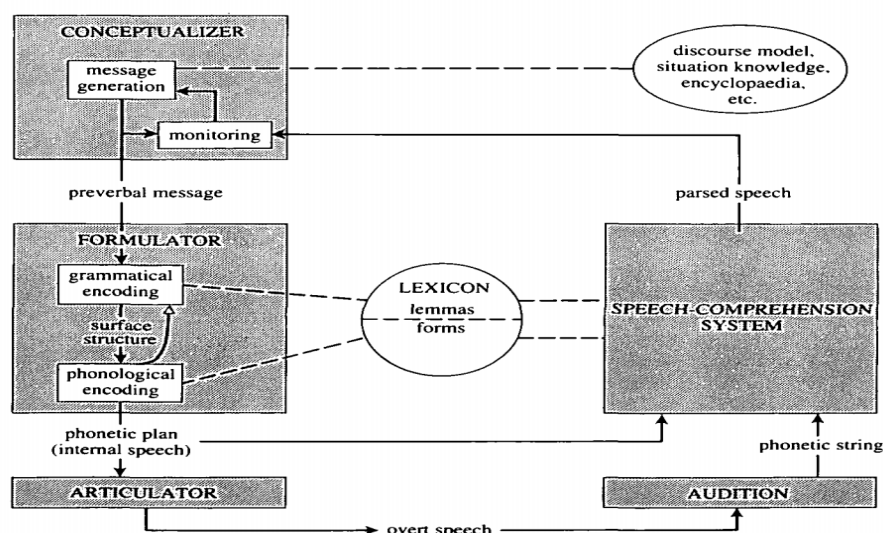 CONCEPTUALIZER
message
generation
monitoring
discourse model,
situation knowledge,
encyclopaedia,
etc.
preverbal message
parsed speech
FORMULATOR
grammatical
encoding
surface
structure
phonological
encoding
LEXICON
lemmas
forms
SPEECH-COMPREHENSION
SYSTEM
phonetic plan
(internal speech)
phonetic string
ARTICULATOR
AUDITION
overt speech